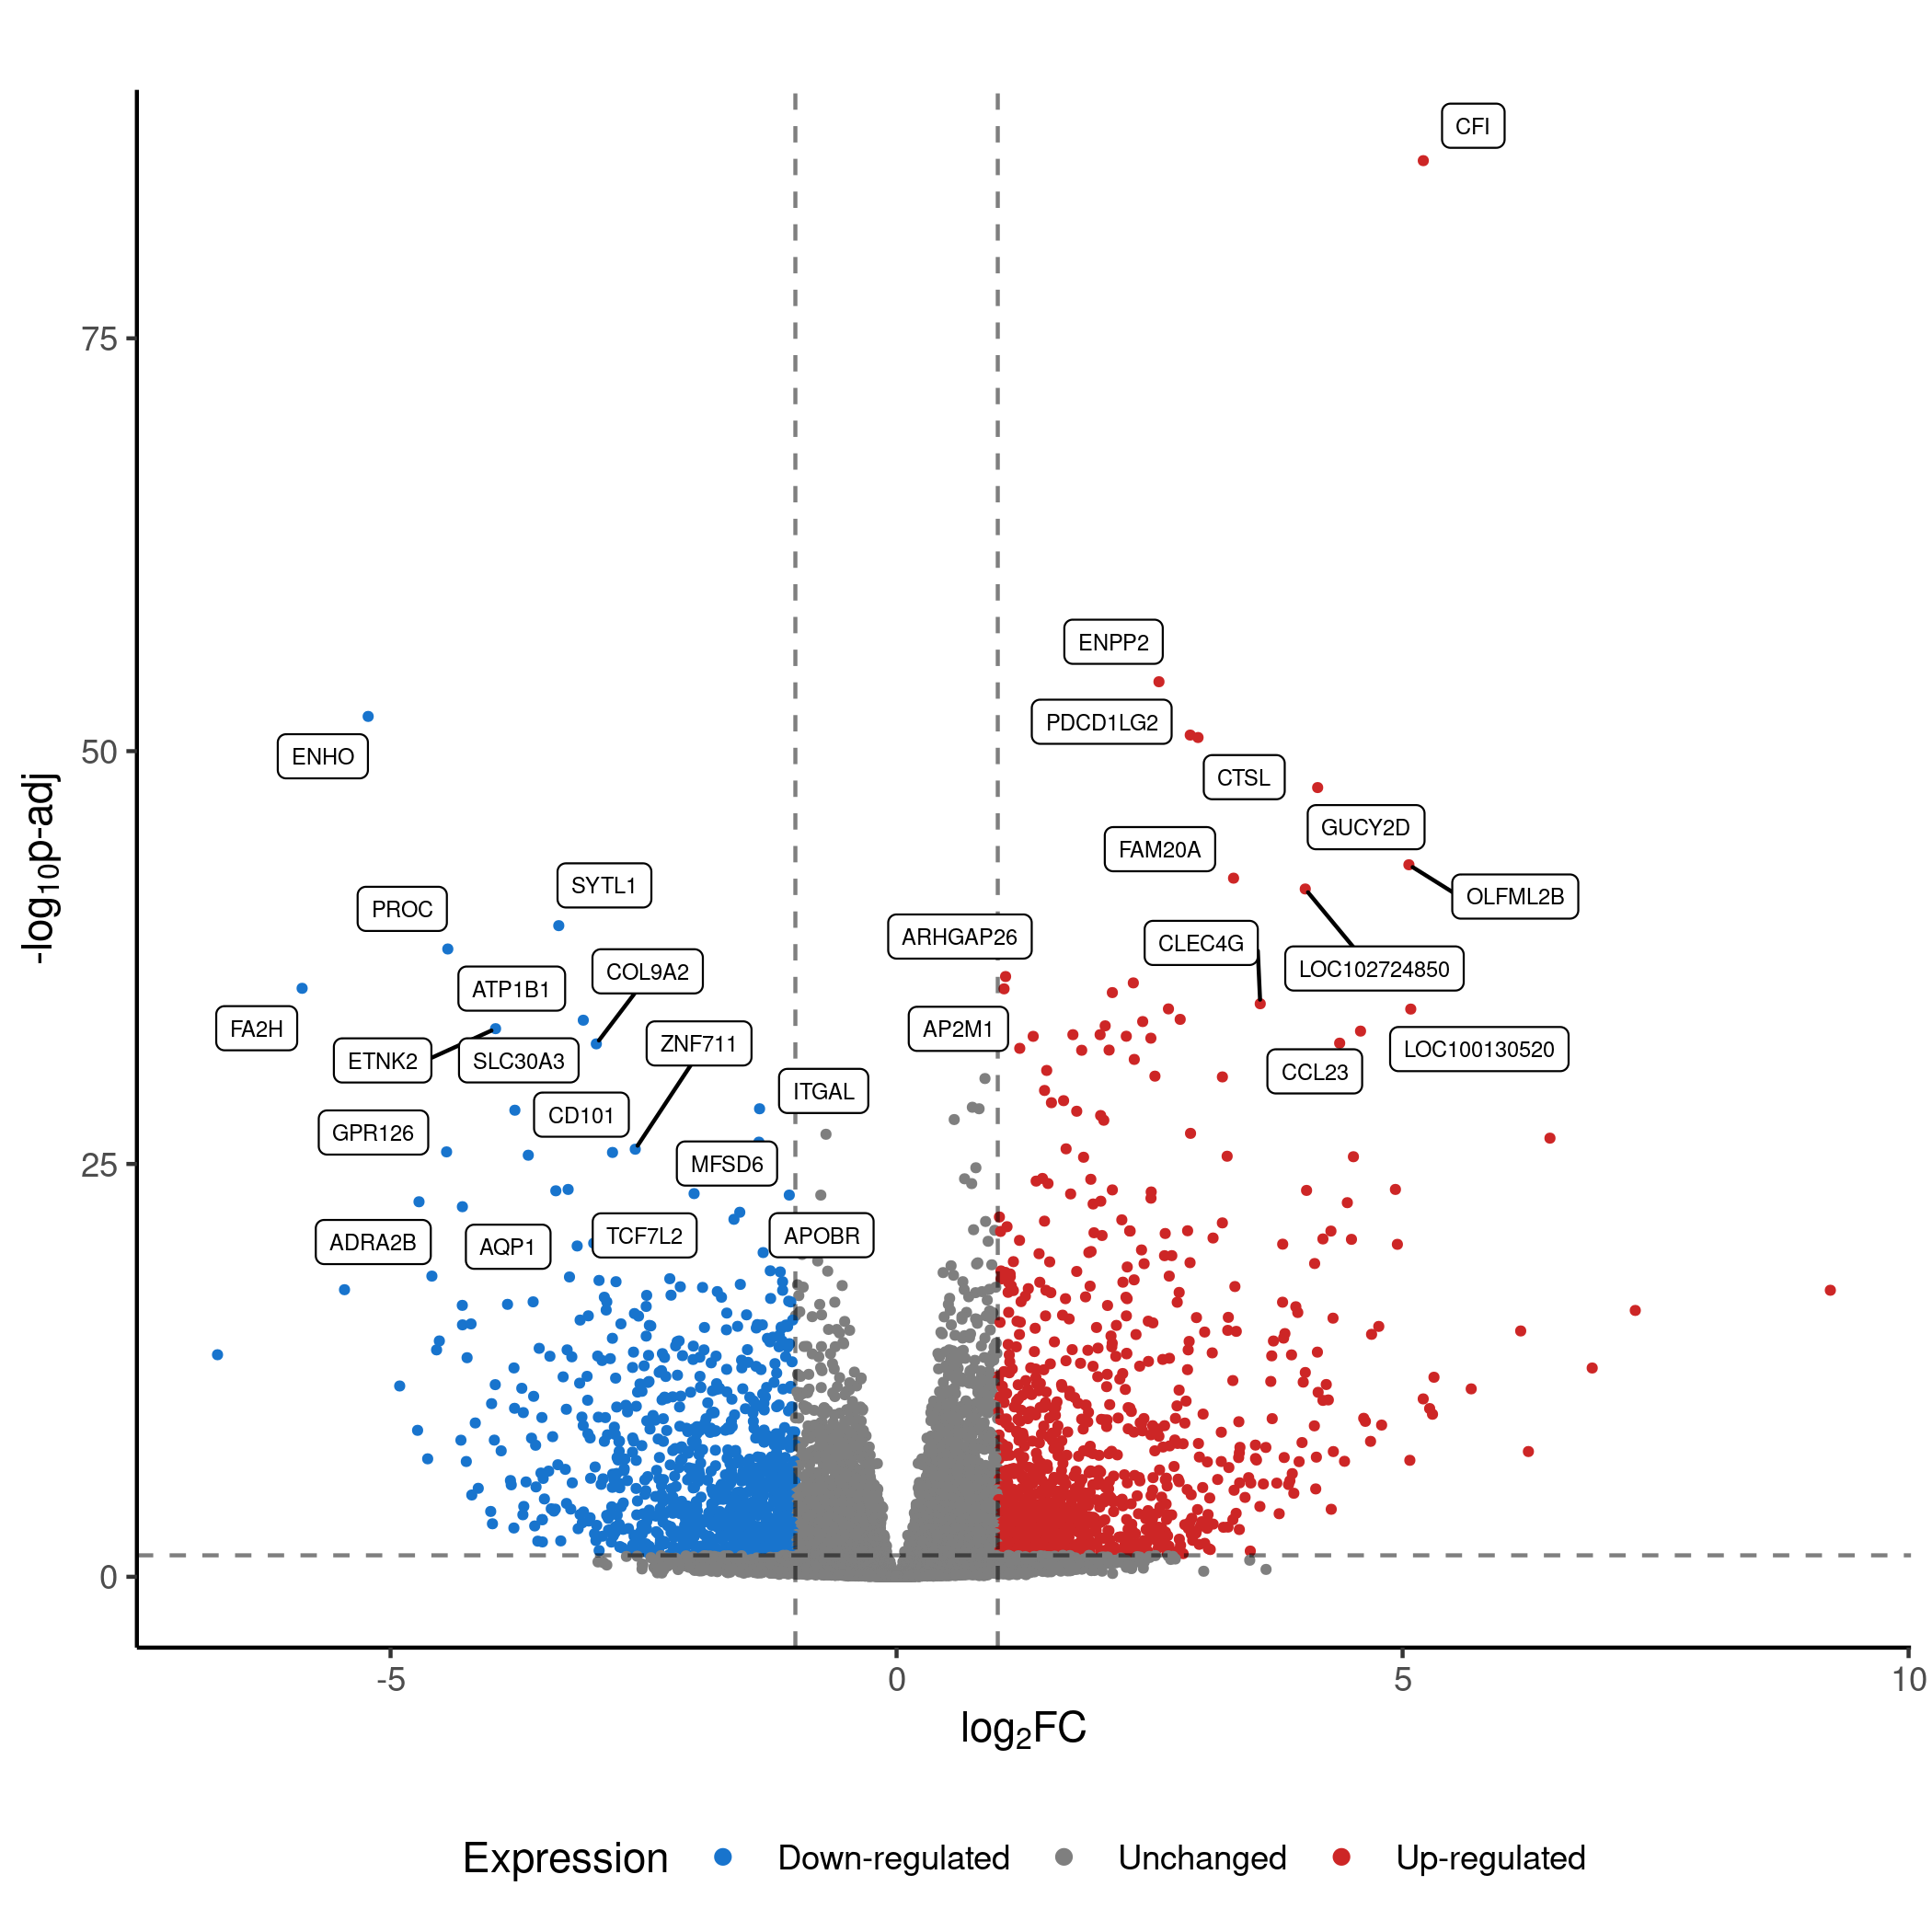 CFI
75
ENPP2
PDCD1LG2
50
ENHO
CTSL
GUCY2D
FAM20A
SYTL1
OLFML2B
PROC
ARHGAP26
CLEC4G
COL9A2
LOC102724850
ATP1B1
FA2H
AP2M1
ZNF711
LOC100130520
ETNK2
SLC30A3
CCL23
ITGAL
CD101
GPR126
MFSD6
25
TCF7L2
APOBR
ADRA2B
AQP1
0
-log10p-adj
-5
0
5
10
log2FC
Expression
Down-regulated
Unchanged
Up-regulated